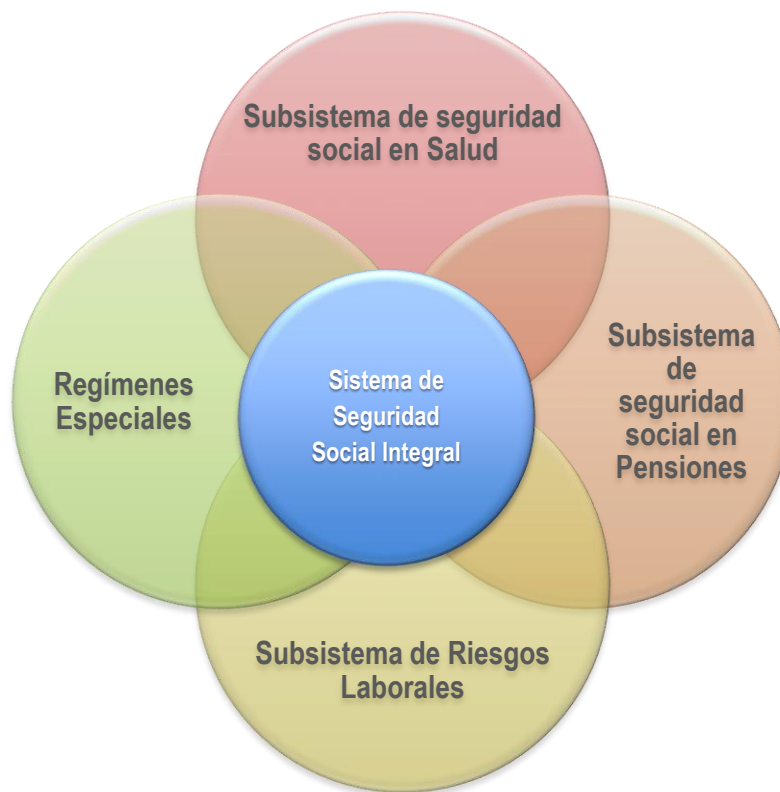 Subsistema de seguridad
social en Salud
Regímenes
Especiales
Sistema de
Seguridad
Social Integral
Subsistema
de
seguridad
social en
Pensiones
Subsistema de Riesgos
Laborales